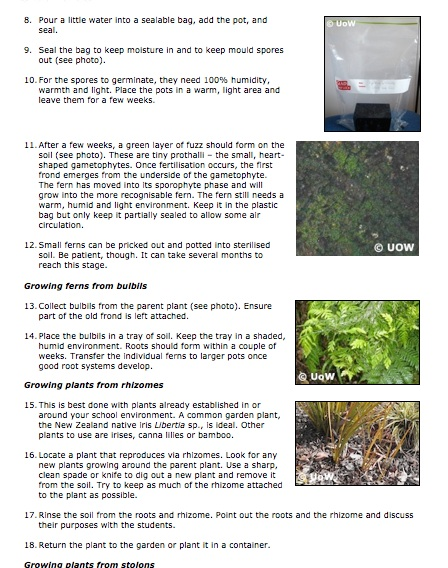 8. Pour a little water into a sealable bag, add the pot, and
seal.
© UoW
9. Seal the bag to keep moisture in and to keep mould spores
out (see photo).
10. For the spores to germinate, they need 100% humidity,
warmth and light. Place the pots in a warm, light area and
leave them for a few weeks.
11. After a few weeks, a green layer of fuzz should form on the
soil (see photo). These are tiny prothalli – the small, heart-
shaped gametophytes. Once fertilisation occurs, the first
frond emerges from the underside of the gametophyte.
The fern has moved into its sporophyte phase and will
grow into the more recognisable fern. The fern still needs a
warm, humid and light environment. Keep it in the plastic
bag but only keep it partially sealed to allow some air
circulation.
© UOW
12. Small ferns can be pricked out and potted into sterilised
soil. Be patient, though. It can take several months to
reach this stage.
Growing ferns from bulbils
13. Collect bulbils from the parent plant (see photo). Ensure
part of the old frond is left attached.
14. Place the bulbils in a tray of soil. Keep the tray in a shaded,
humid environment. Roots should form within a couple of
weeks. Transfer the individual ferns to larger pots once
good root systems develop.
© UoW
Growing plants from rhizomes
15. This is best done with plants already established in or
around your school environment. A common garden plant,
the New Zealand native iris Libertia sp., is ideal. Other
plants to use are irises, canna lilies or bamboo.
16. Locate a plant that reproduces via rhizomes. Look for any
new plants growing around the parent plant. Use a sharp,
clean spade or knife to dig out a new plant and remove it
from the soil. Try to keep as much of the rhizome attached
to the plant as possible.
UoW
17. Rinse the soil from the roots and rhizome. Point out the roots and the rhizome and discuss
their purposes with the students.
18. Return the plant to the garden or plant it in a container.
Growing plants from stolons